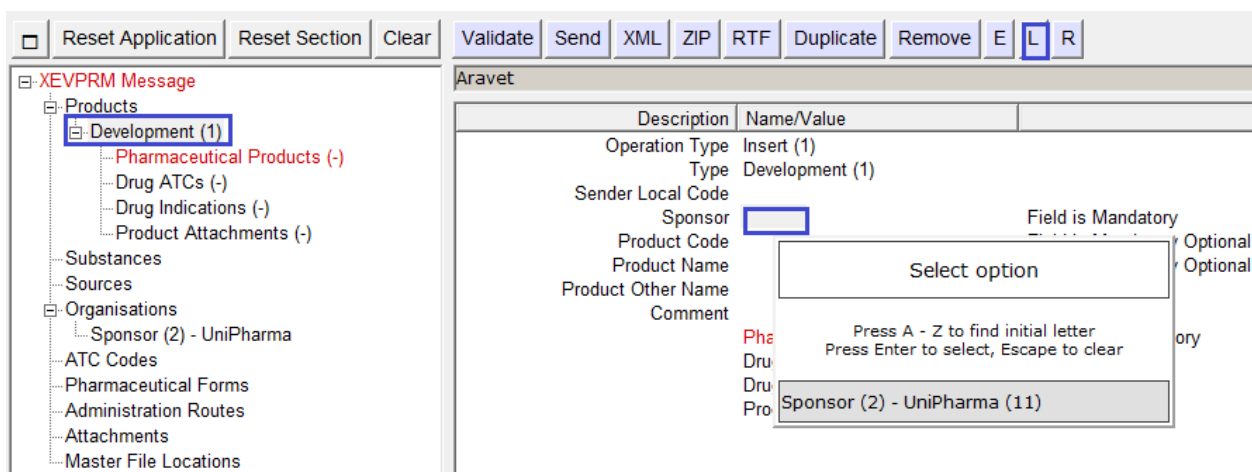 Reset Application Reset Section Clear Validate Send XML ZIP RTF Duplicate Remove E L R
XEVPRM Message
Products
Development (1)
Pharmaceutical Products (-)
Drug ATCs (-)
Drug Indications (-)
Product Attachments (-)
Substances
Sources
Organisations
Sponsor (2) - UniPharma
ATC Codes
Pharmaceutical Forms
Administration Routes
Attachments
Master File Locations
Aravet
Description Name/Value
Operation Type Insert (1)
Type Development (1)
Sender Local Code
Sponsor Field is Mandatory
Product Code Optional
Product Name Optional
Product Other Name
Comment
Select option
Press A - Z to find initial letter
Press Enter to select, Escape to clear
Sponsor (2) - UniPharma (11)